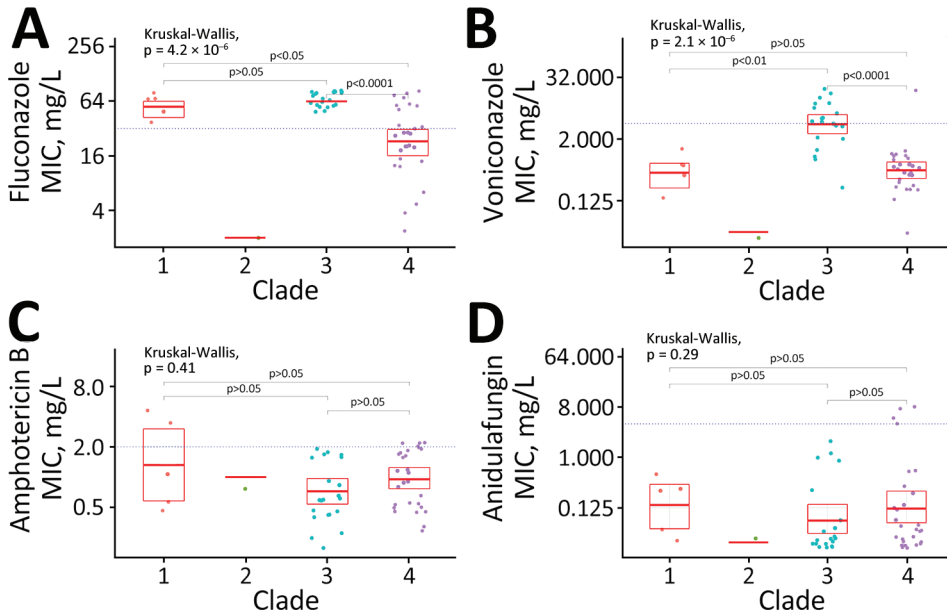 A
Kruskal-Wallis,
p = 4.2 × 10⁻⁶
p<0.05
p>0.05
p<0.0001
Fluconazole
MIC, mg/L
256
64
16
4
1 2 3 4
Clade
B
Kruskal-Wallis,
p = 2.1 × 10⁻⁶
p>0.05
p<0.01
p<0.0001
Voniconazole
MIC, mg/L
32.000
2.000
0.125
1 2 3 4
Clade
C
Kruskal-Wallis,
p = 0.41
p>0.05
p>0.05
p>0.05
Amphotericin B
MIC, mg/L
8.0
2.0
0.5
1 2 3 4
Clade
D
Kruskal-Wallis,
p = 0.29
p>0.05
p>0.05
p>0.05
Anidulafungin
MIC, mg/L
64.000
8.000
1.000
0.125
1 2 3 4
Clade